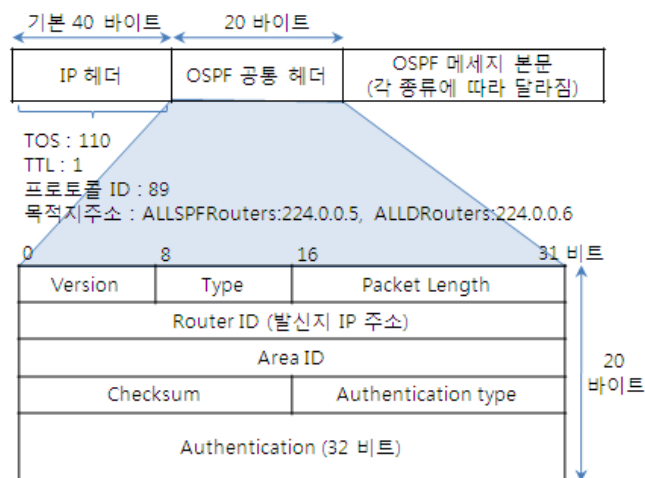 기본 40 바이트 20 바이트
IP 헤더 OSPF 공통 헤더 OSPF 메세지 본문
(각 종류에 따라 달라짐)
TOS : 110
TTL : 1
프로토콜 ID : 89
목적지주소 : ALLSPFRouters:224.0.0.5, ALLDRouters:224.0.0.6
0 8 16 31 비트
Version Type Packet Length
Router ID (발신지 IP 주소)
Area ID
Checksum Authentication type
Authentication (32 비트)
20
바이트